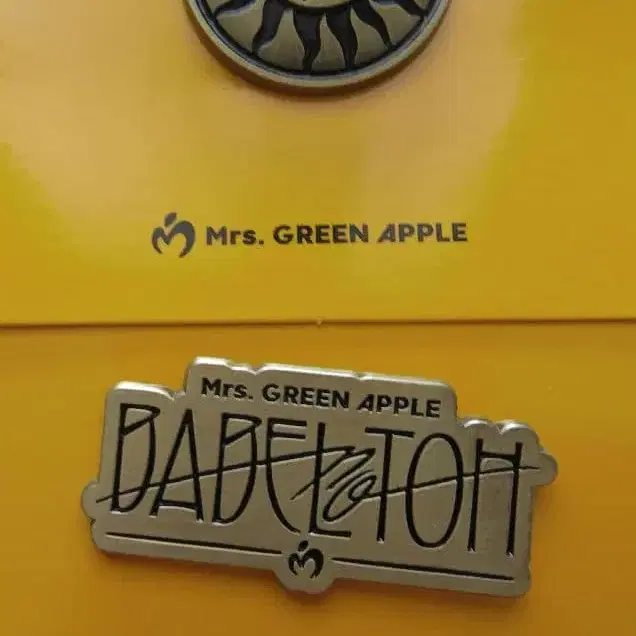 Mrs. GREEN APPLE
Mrs. GREEN APPLE
BABEL no TOH